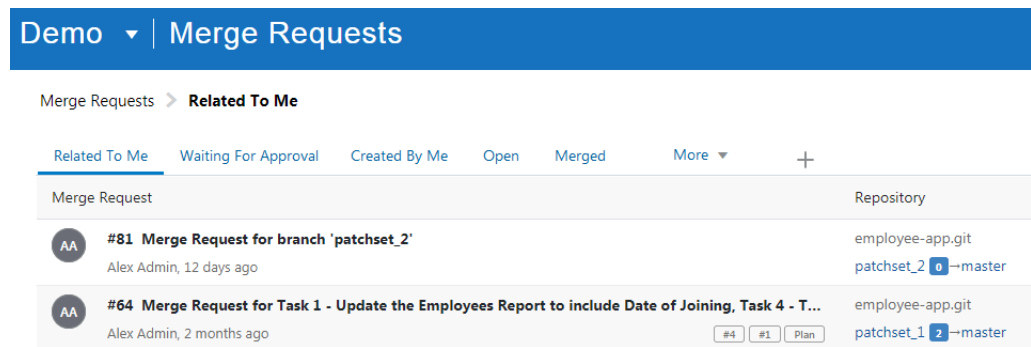 Demo Merge Requests
Merge Requests Related To Me
Related To Me Waiting For Approval Created By Me Open Merged More +
Merge Request Repository
AA #81 Merge Request for branch 'patchset_2' employee-app.git
Alex Admin, 12 days ago patchset_2 0 →master
AA #64 Merge Request for Task 1 - Update the Employees Report to include Date of Joining, Task 4 - T... employee-app.git
Alex Admin, 2 months ago #4 #1 Plan patchset_1 2 →master